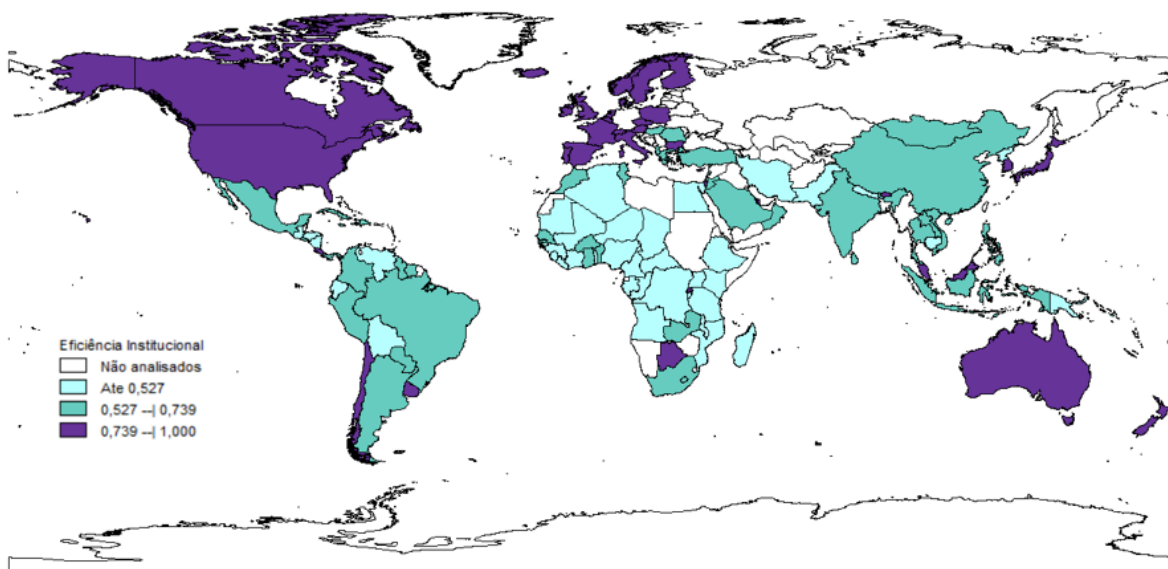 Eficiência Institucional
Não analisados
Ate 0,527
0,527 --| 0,739
0,739 --| 1,000